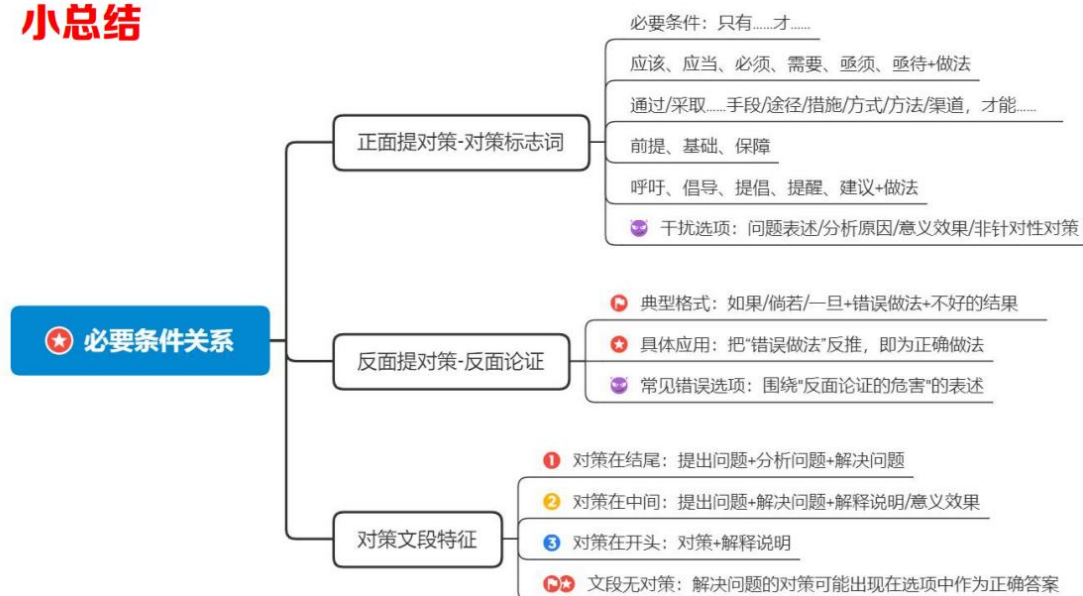 小总结
必要条件关系
正面提对策-对策标志词
必要条件：只有......才......
应该、应当、必须、需要、亟须、亟待+做法
通过/采取......手段/途径/措施/方式/方法/渠道，才能......
前提、基础、保障
呼吁、倡导、提倡、提醒、建议+做法
干扰选项：问题表述/分析原因/意义效果/非针对性对策
反面提对策-反面论证
典型格式：如果/倘若/一旦+错误做法+不好的结果
具体应用：把“错误做法”反推，即为正确做法
常见错误选项：围绕"反面论证的危害"的表述
对策文段特征
1 对策在结尾：提出问题+分析问题+解决问题
2 对策在中间：提出问题+解决问题+解释说明/意义效果
3 对策在开头：对策+解释说明
文段无对策：解决问题的对策可能出现在选项中作为正确答案